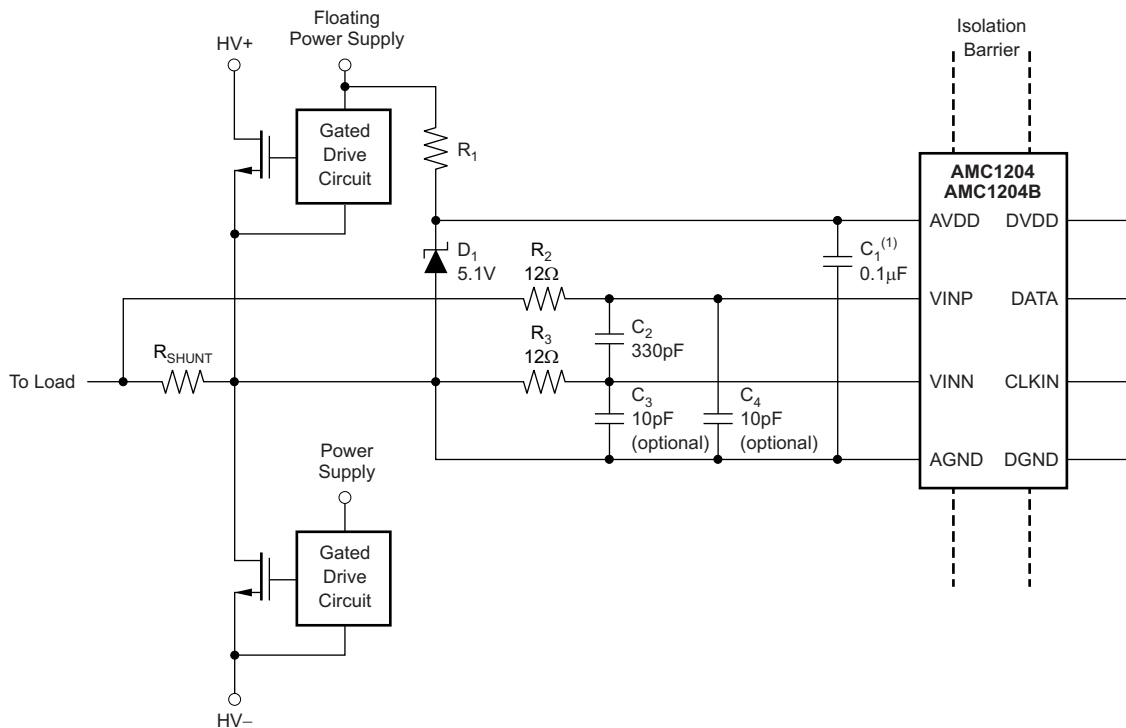 Floating
Power Supply
HV+
Isolation
Barrier
Gated
Drive
Circuit
R1
AMC1204
AMC1204B
AVDD
DVDD
D1
5.1V
R2
12Ω
C1(1)
0.1μF
VINP
DATA
C2
330pF
R3
12Ω
RSHUNT
To Load
VINN
CLKIN
C3
10pF
(optional)
C4
10pF
(optional)
AGND
DGND
Power
Supply
Gated
Drive
Circuit
HV−